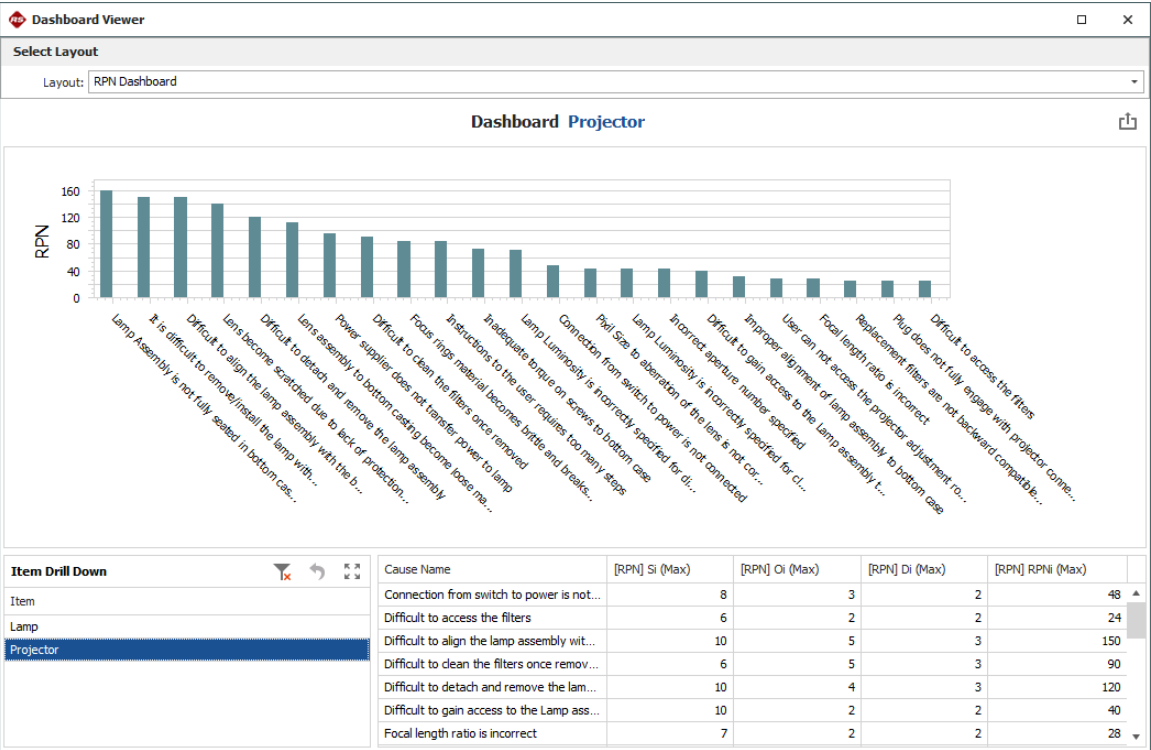 RS Dashboard Viewer
Select Layout
Layout: RPN Dashboard
Dashboard Projector
RPN
160
120
80
40
0
Lamp Assembly is not fully seated in bottom cas...
It is difficult to remove/install the lamp with...
Difficult to align the lamp assembly with the b...
Lens become scratched due to lack of protection...
Difficult to detach and remove the lamp assembly
Lens assembly to bottom casting become loose ma...
Power supplier does not transfer power to lamp
Difficult to clean the filters once removed
Focus rings material becomes brittle and breaks...
Instructions to the user requires too many steps
Inadequate torque on screws to bottom case
Lamp Luminosity is incorrectly specified for di...
Connection from switch to power is not connected
Pixil Size to aberration of the lens is not cor...
Lamp Luminosity is incorrectly specified for cl...
Incorrect aperture number specified
Difficult to gain access to the Lamp assembly t...
Improper alignment of lamp assembly to bottom case
User can not access the projector adjustment ro...
Focal length ratio is incorrect
Replacement filters are not backward compatible...
Plug does not fully engage with projector conne...
Difficult to access the filters
Item Drill Down
Item
Lamp
Projector
Cause Name [RPN] Si (Max) [RPN] Oi (Max) [RPN] Di (Max) [RPN] RPNi (Max)
Connection from switch to power is not... 8 3 2 48
Difficult to access the filters 6 2 2 24
Difficult to align the lamp assembly wit... 10 5 3 150
Difficult to clean the filters once remov... 6 5 3 90
Difficult to detach and remove the lam... 10 4 3 120
Difficult to gain access to the Lamp ass... 10 2 2 40
Focal length ratio is incorrect 7 2 2 28